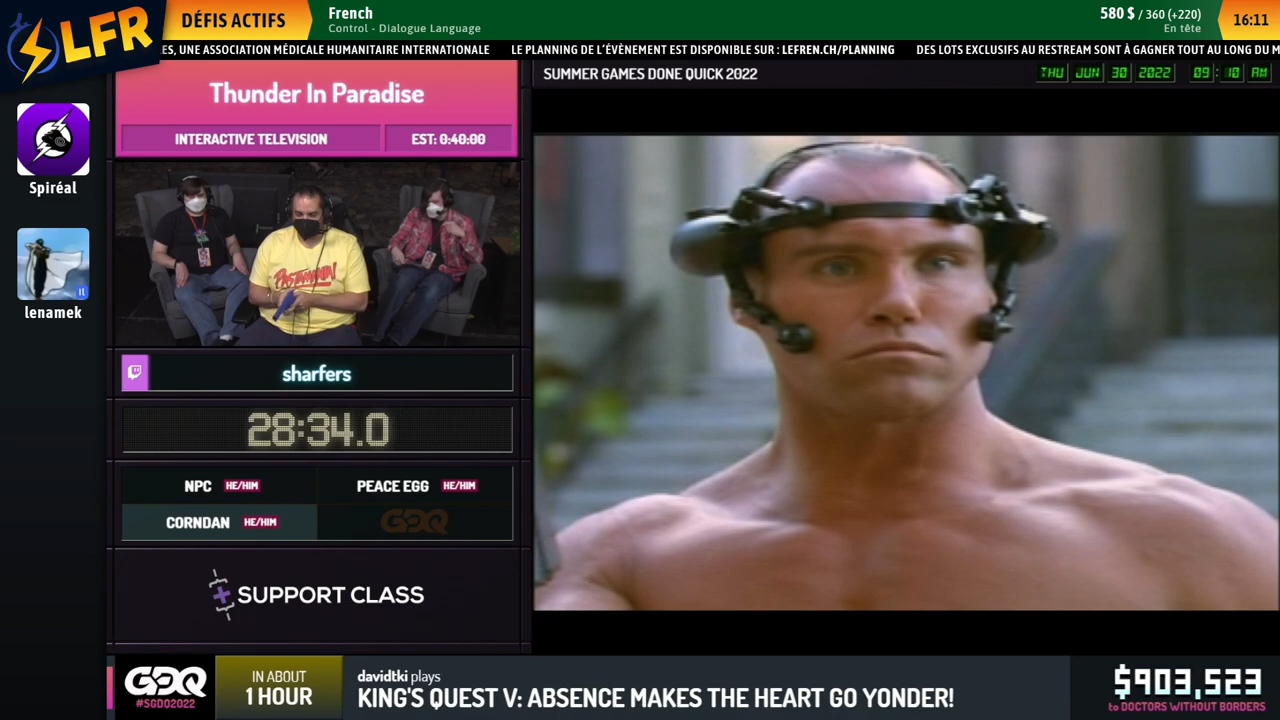 LFR
DÉFIS ACTIFS
French
Control - Dialogue Language
580 $ / 360 (+220)
En tête
16:11
ES, UNE ASSOCIATION MÉDICALE HUMANITAIRE INTERNATIONALE LE PLANNING DE L'ÉVÈNEMENT EST DISPONIBLE SUR : LEFREN.CH/PLANNING DES LOTS EXCLUSIFS AU RESTREAM SONT À GAGNER TOUT AU LONG DU M
Thunder In Paradise
INTERACTIVE TELEVISION
EST: 0:40:00
SUMMER GAMES DONE QUICK 2022
THU JUN 30 2022 09:10 AM
Spiréal
lenamek
sharfers
28:34.0
NPC HE/HIM
PEACE EGG HE/HIM
CORNDAN HE/HIM
GDQ
SUPPORT CLASS
GDQ
#SGDQ2022
IN ABOUT
1 HOUR
davidtki plays
KING'S QUEST V: ABSENCE MAKES THE HEART GO YONDER!
$903,523
to DOCTORS WITHOUT BORDERS